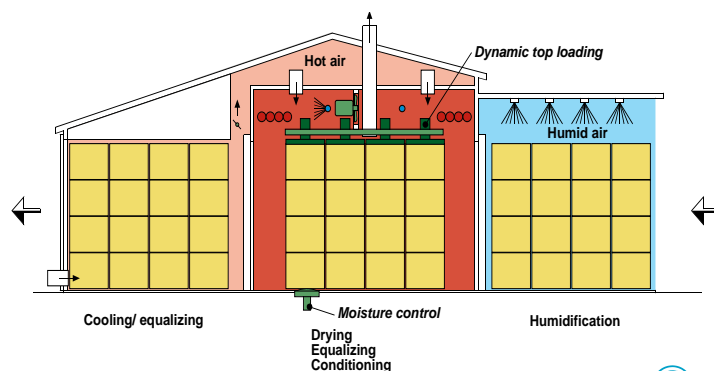 Dynamic top loading
Hot air
Humid air
Cooling/ equalizing
Moisture control
Humidification
Drying
Equalizing
Conditioning